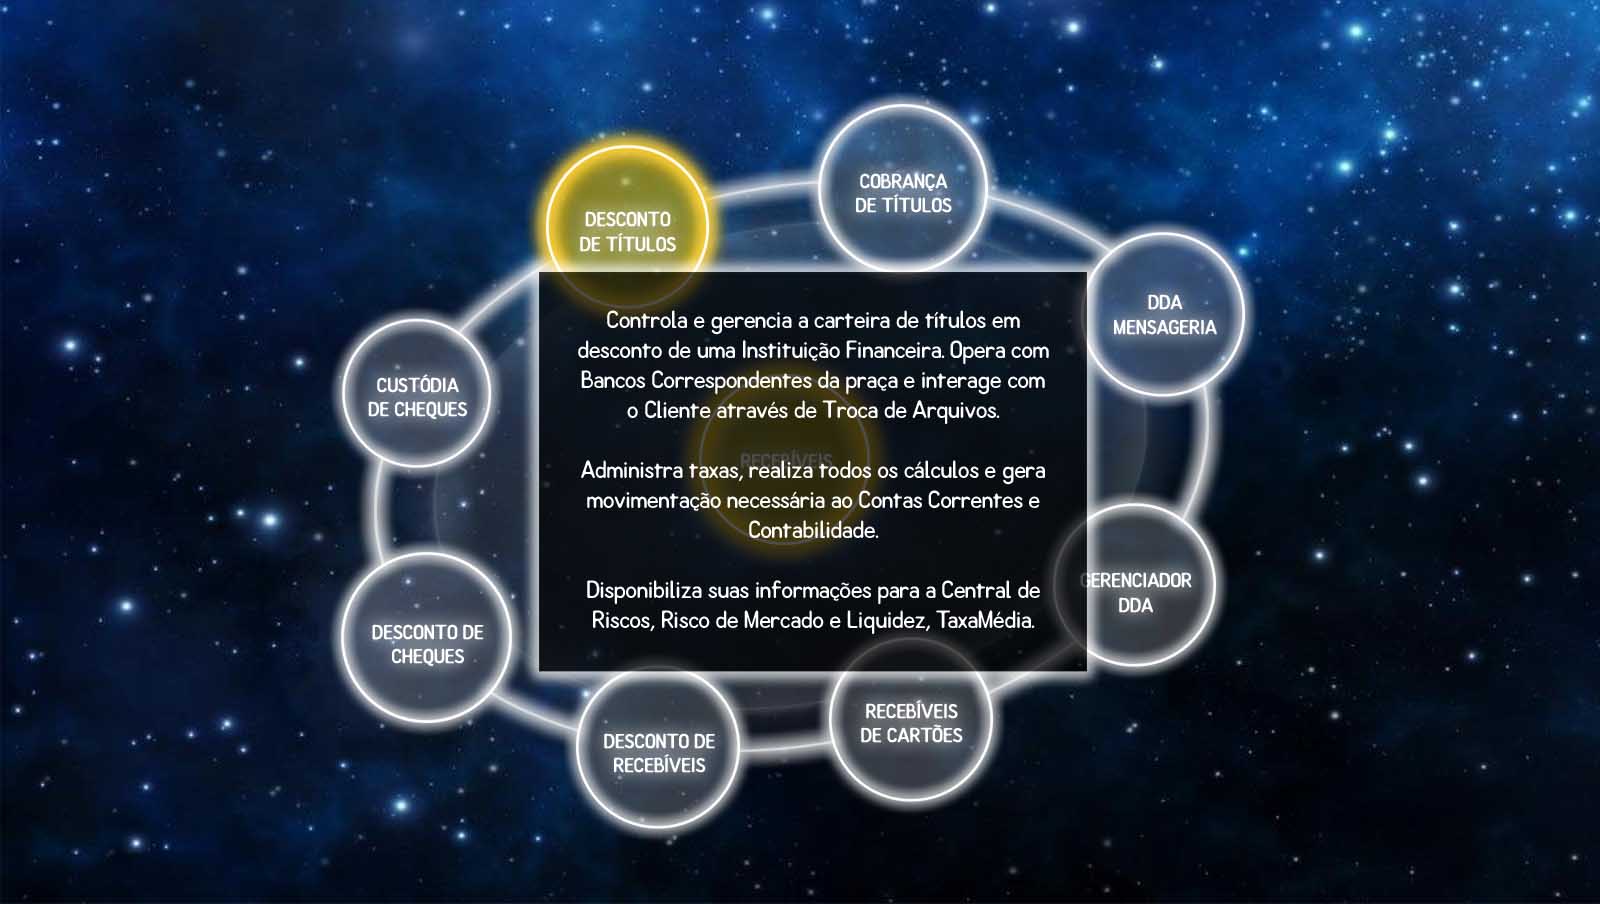 COBRANÇA
DE TÍTULOS
DESCONTO
DE TÍTULOS
DDA
MENSAGERIA
Controla e gerencia a carteira de títulos em
desconto de uma Instituição Financeira. Opera com
Bancos Correspondentes da praça e interage com
o Cliente através de Troca de Arquivos.
CUSTÓDIA
DE CHEQUES
RECEBÍVEIS
Administra taxas, realiza todos os cálculos e gera
movimentação necessária ao Contas Correntes e
Contabilidade.
Disponibiliza suas informações para a Central de
Riscos, Risco de Mercado e Liquidez, TaxaMédia.
GERENCIADOR
DDA
DESCONTO DE
CHEQUES
RECEBÍVEIS
DE CARTÕES
DESCONTO DE
RECEBÍVEIS